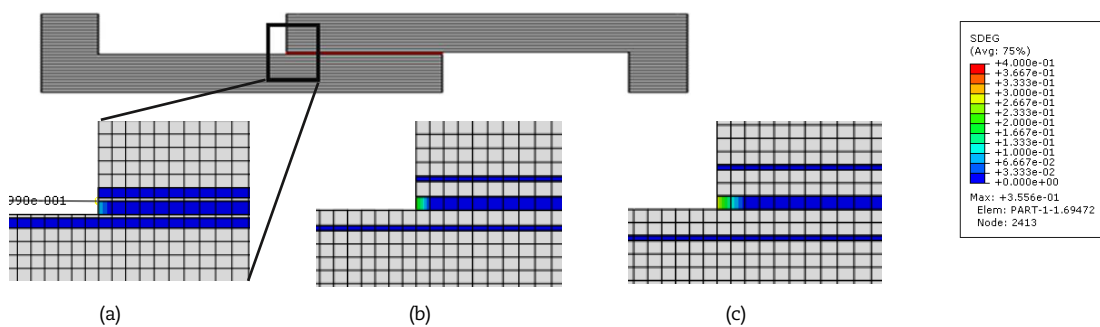 SDEG
(Avg: 75%)
+4.000e-01
+3.667e-01
+3.333e-01
+3.000e-01
+2.667e-01
+2.333e-01
+2.000e-01
+1.667e-01
+1.333e-01
+1.000e-01
+6.667e-02
+3.333e-02
+0.000e+00
Max: +3.556e-01
Elem: PART-1-1.69472
Node: 2413
990e-001
(a)
(b)
(c)